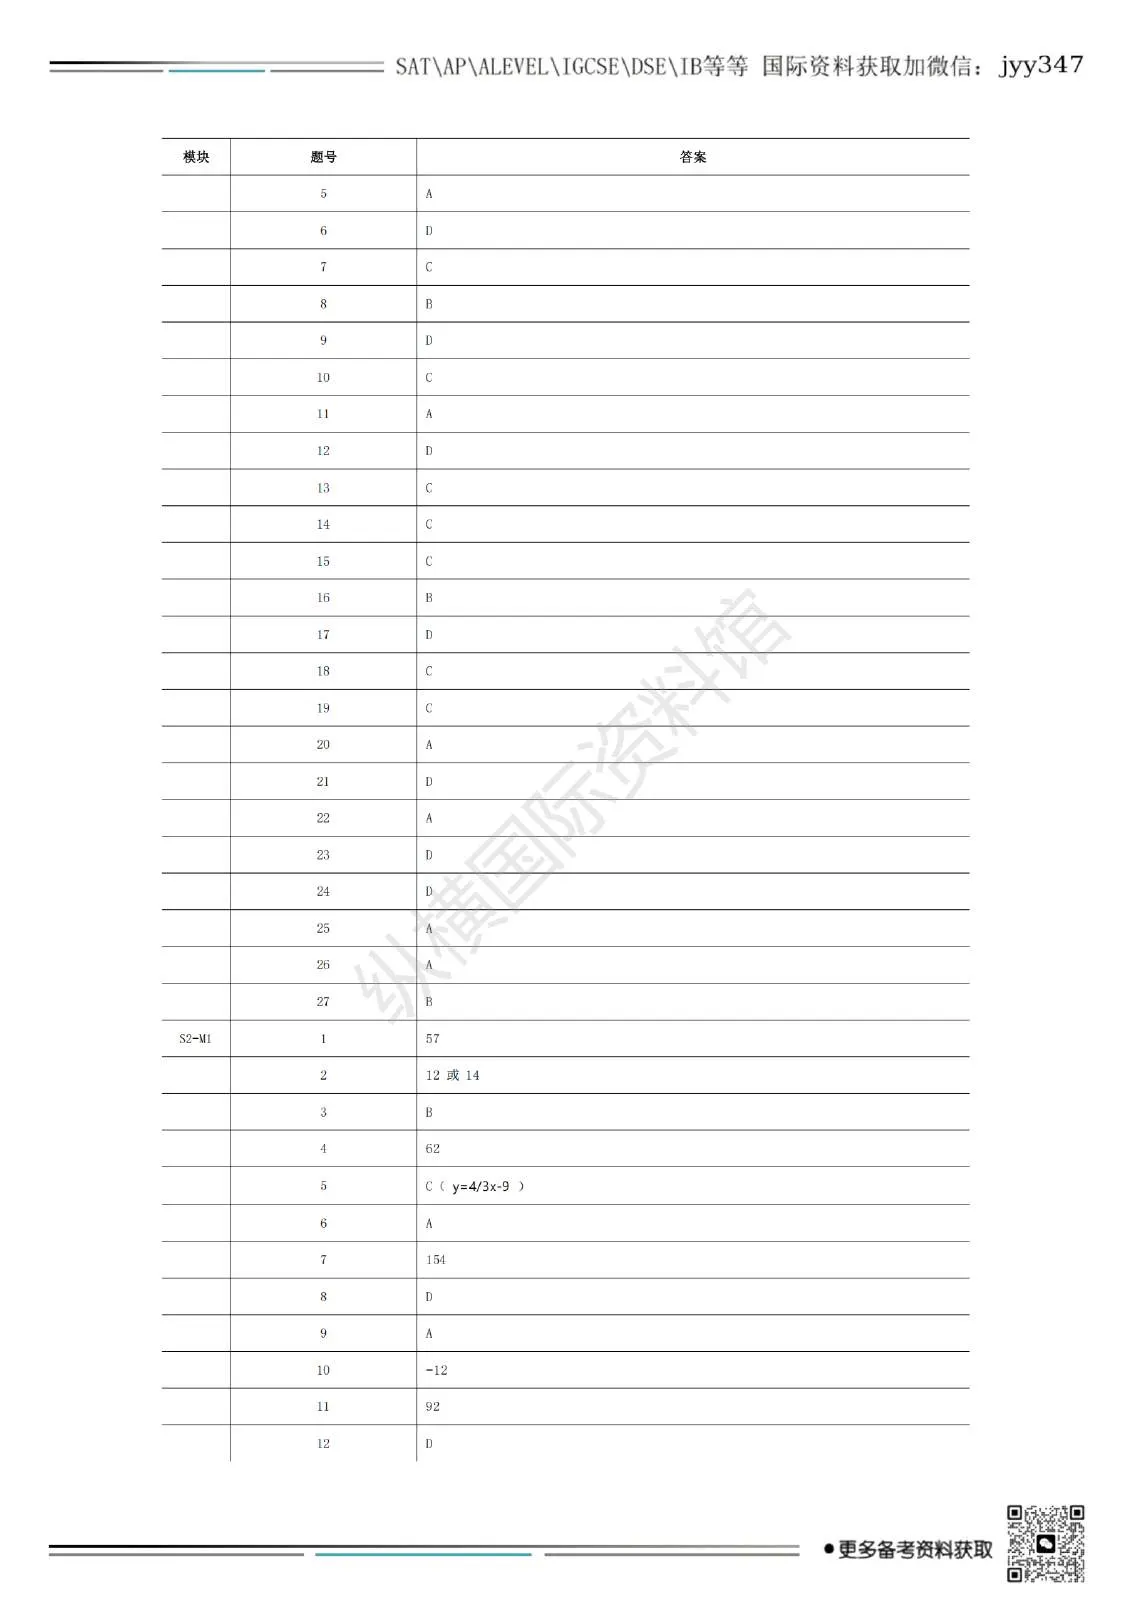 SAT\AP\ALEVEL\IGCSE\DSE\IB等等 国际资料获取加微信：jyy347
模块 题号 答案
5 A
6 D
7 C
8 B
9 D
10 C
11 A
12 D
13 C
14 C
15 C
16 B
17 D
18 C
19 C
20 A
21 D
22 A
23 D
24 D
25 A
26 A
27 B
S2-M1 1 57
2 12 或 14
3 B
4 62
5 C（ y=4/3x-9 ）
6 A
7 154
8 D
9 A
10 -12
11 92
12 D
纵横国际资料馆
●更多备考资料获取